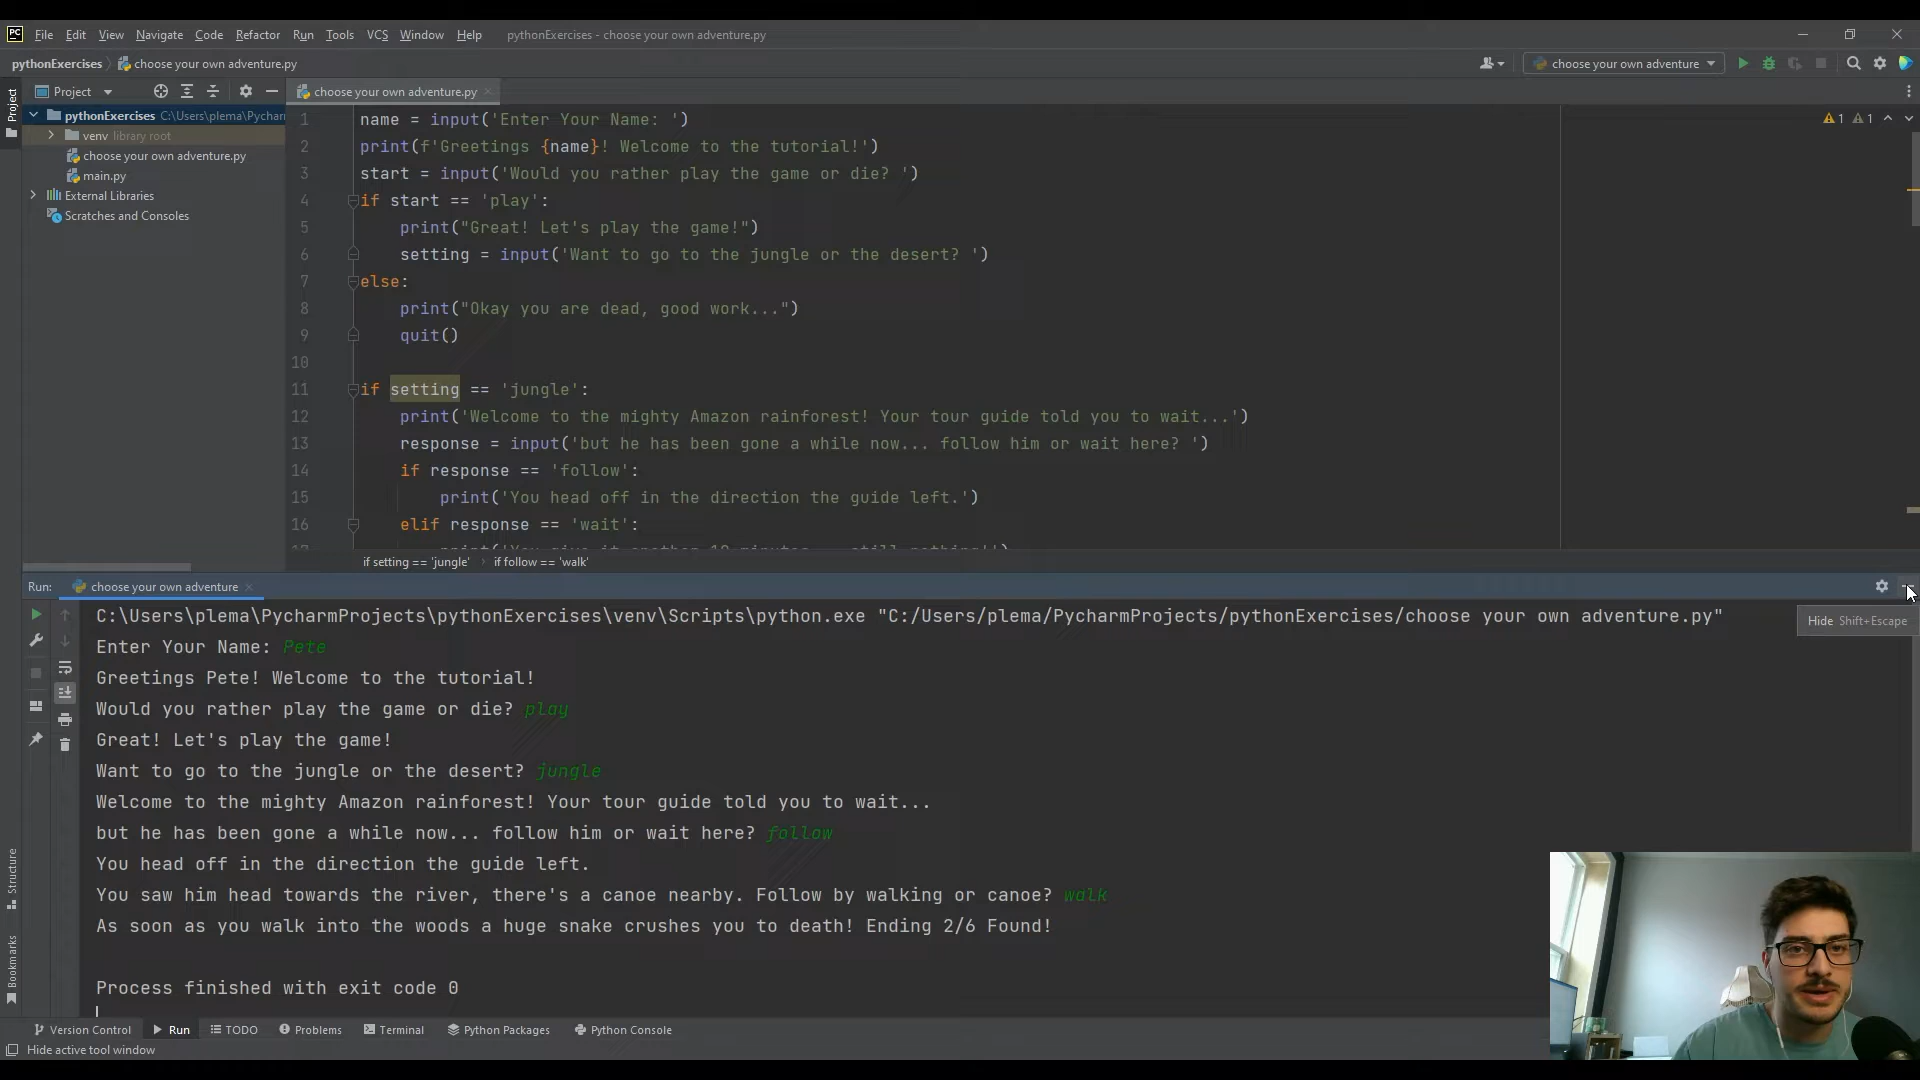 PC File Edit View Navigate Code Refactor Run Tools VCS Window Help pythonExercises - choose your own adventure.py
pythonExercises choose your own adventure.py choose your own adventure
Project choose your own adventure.py
Project
pythonExercises C:\Users\plema\Pychar
venv library root
choose your own adventure.py
main.py
External Libraries
Scratches and Consoles
1 name = input('Enter Your Name: ')
2 print(f'Greetings {name}! Welcome to the tutorial!')
3 start = input('Would you rather play the game or die? ')
4 if start == 'play':
5 print("Great! Let's play the game!")
6 setting = input('Want to go to the jungle or the desert? ')
7 else:
8 print("Okay you are dead, good work...")
9 quit()
10
11 if setting == 'jungle':
12 print('Welcome to the mighty Amazon rainforest! Your tour guide told you to wait...')
13 response = input('but he has been gone a while now... follow him or wait here? ')
14 if response == 'follow':
15 print('You head off in the direction the guide left.')
16 elif response == 'wait':
1 1
if setting == 'jungle' if follow == 'walk'
Run: choose your own adventure
Hide Shift+Escape
C:\Users\plema\PycharmProjects\pythonExercises\venv\Scripts\python.exe "C:/Users/plema/PycharmProjects/pythonExercises/choose your own adventure.py"
Enter Your Name: Pete
Greetings Pete! Welcome to the tutorial!
Would you rather play the game or die? play
Great! Let's play the game!
Want to go to the jungle or the desert? jungle
Welcome to the mighty Amazon rainforest! Your tour guide told you to wait...
but he has been gone a while now... follow him or wait here? follow
You head off in the direction the guide left.
You saw him head towards the river, there's a canoe nearby. Follow by walking or canoe? walk
As soon as you walk into the woods a huge snake crushes you to death! Ending 2/6 Found!
Process finished with exit code 0
Structure
Bookmarks
Version Control Run TODO Problems Terminal Python Packages Python Console
Hide active tool window